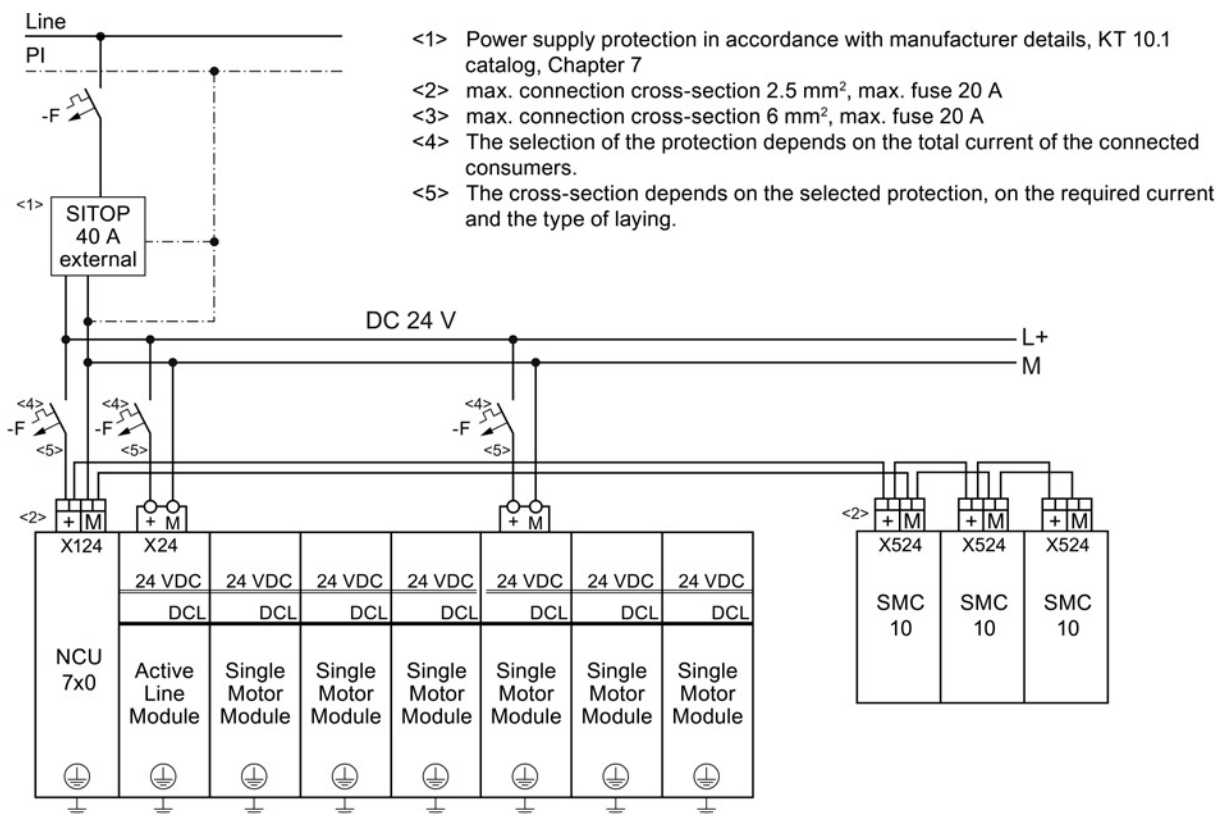 Line
PI
-F
<1> Power supply protection in accordance with manufacturer details, KT 10.1
catalog, Chapter 7
<2> max. connection cross-section 2.5 mm², max. fuse 20 A
<3> max. connection cross-section 6 mm², max. fuse 20 A
<4> The selection of the protection depends on the total current of the connected
consumers.
<5> The cross-section depends on the selected protection, on the required current
and the type of laying.
<1>
SITOP
40 A
external
DC 24 V
L+
M
<4> <4> <4>
-F -F -F
<5> <5> <5>
<2> + M + M + M <2> + M + M + M
X124 X24 X524 X524 X524
24 VDC 24 VDC 24 VDC 24 VDC 24 VDC 24 VDC 24 VDC
DCL DCL DCL DCL DCL DCL DCL
SMC
10
SMC
10
SMC
10
NCU
7x0
Active
Line
Module
Single
Motor
Module
Single
Motor
Module
Single
Motor
Module
Single
Motor
Module
Single
Motor
Module
Single
Motor
Module